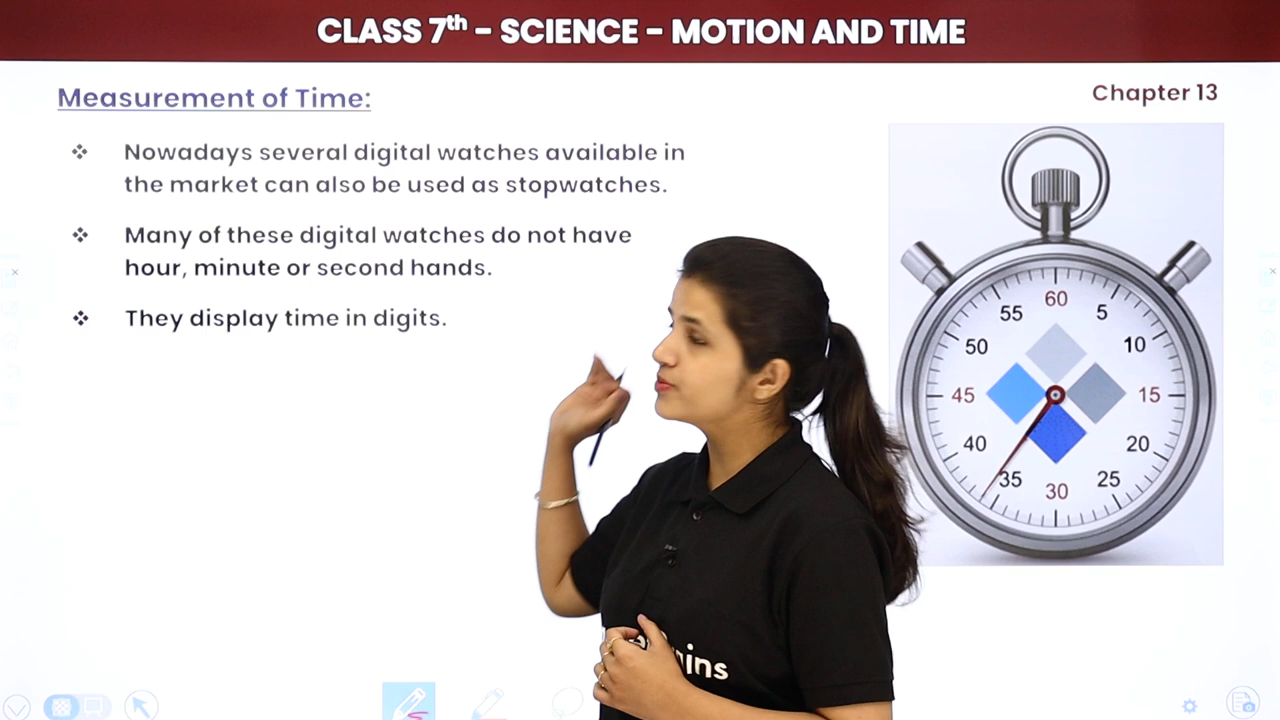 CLASS 7th - SCIENCE - MOTION AND TIME
Measurement of Time:
Chapter 13
❖ Nowadays several digital watches available in
the market can also be used as stopwatches.
❖ Many of these digital watches do not have
hour, minute or second hands.
❖ They display time in digits.
60
55 5
50 10
45 15
40 20
35 25
30